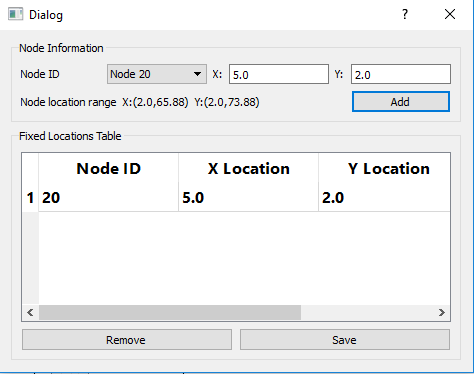 Dialog ?
Node Information
Node ID Node 20 X: 5.0 Y: 2.0
Node location range X:(2.0,65.88) Y:(2.0,73.88) Add
Fixed Locations Table
Node ID X Location Y Location
1 20 5.0 2.0
Remove Save